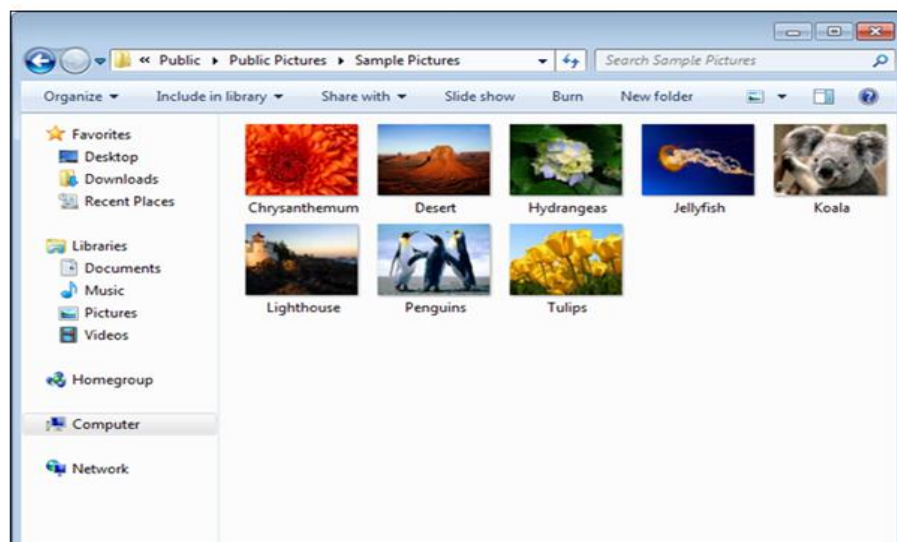 « Public ▸ Public Pictures ▸ Sample Pictures
Search Sample Pictures
Organize Include in library Share with Slide show Burn New folder
Favorites
Desktop
Downloads
Recent Places
Libraries
Documents
Music
Pictures
Videos
Homegroup
Computer
Network
Chrysanthemum Desert Hydrangeas Jellyfish Koala
Lighthouse Penguins Tulips